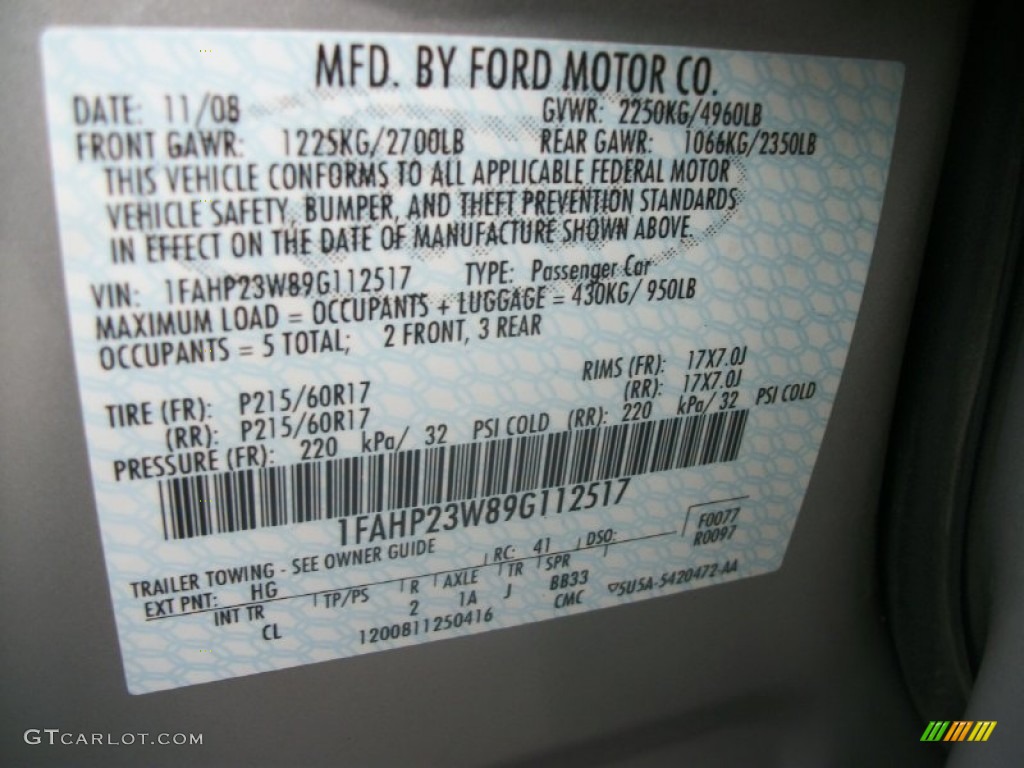 MFD. BY FORD MOTOR CO.
DATE: 11/08 GVWR: 2250KG/4960LB
FRONT GAWR: 1225KG/2700LB REAR GAWR: 1066KG/2350LB
THIS VEHICLE CONFORMS TO ALL APPLICABLE FEDERAL MOTOR
VEHICLE SAFETY, BUMPER, AND THEFT PREVENTION STANDARDS
IN EFFECT ON THE DATE OF MANUFACTURE SHOWN ABOVE.
VIN: 1FAHP23W89G112517 TYPE: Passenger Car
MAXIMUM LOAD = OCCUPANTS + LUGGAGE = 430KG/ 950LB
OCCUPANTS = 5 TOTAL; 2 FRONT, 3 REAR
TIRE (FR): P215/60R17 RIMS (FR): 17X7.0J
(RR): P215/60R17 (RR): 17X7.0J
PRESSURE (FR): 220 kPa/ 32 PSI COLD (RR): 220 kPa/ 32 PSI COLD
1FAHP23W89G112517
TRAILER TOWING - SEE OWNER GUIDE
F0077
EXT PNT: HG RC: 41 DSO: R0097
INT TR TP/PS R AXLE TR SPR
CL 2 1A J BB33
1200811250416 CMC ▽5U5A-5420472-AA
GTCARLOT.COM